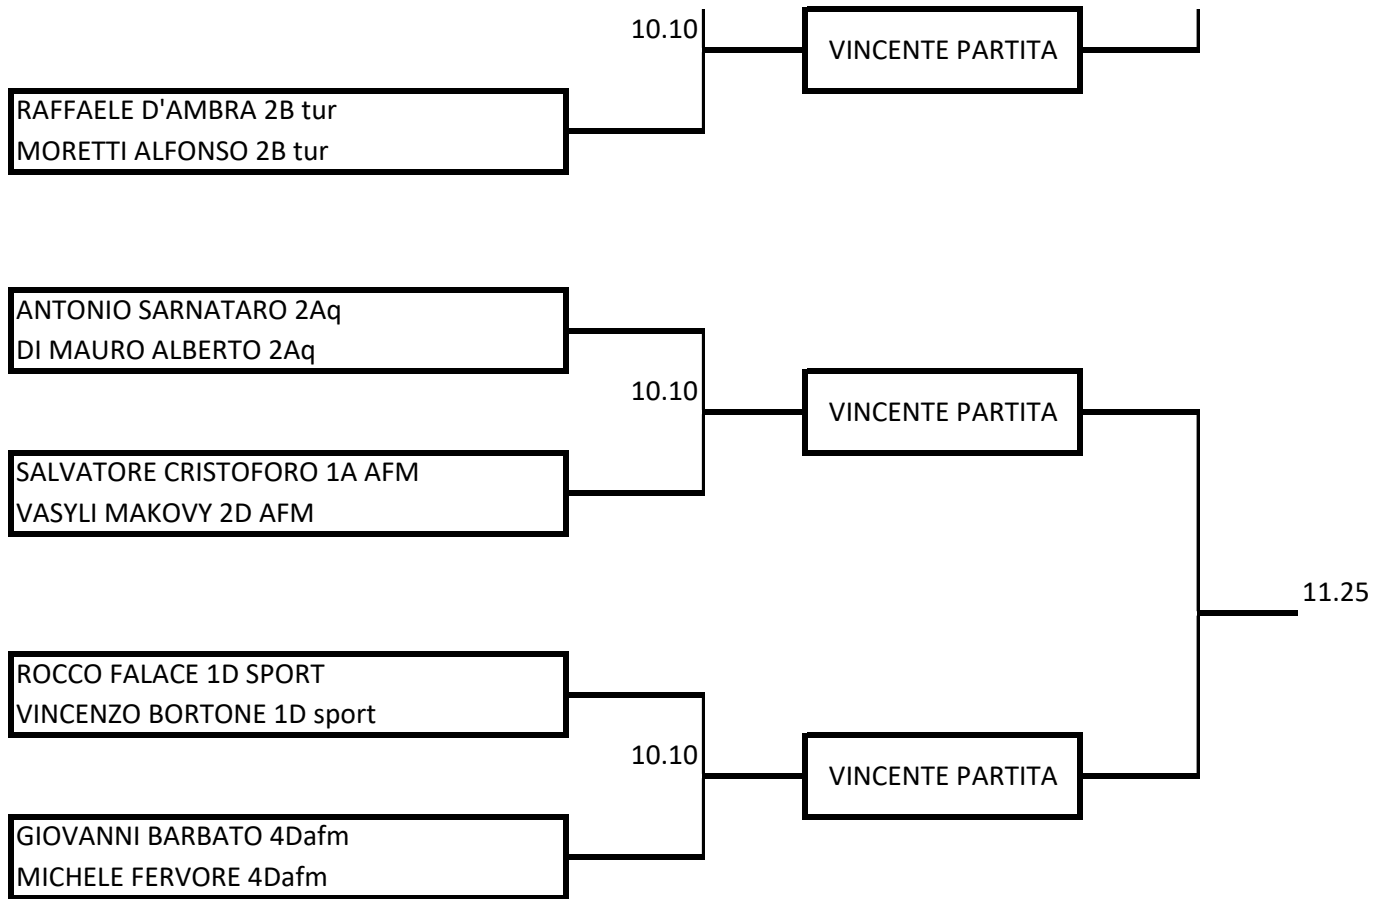 10.10
VINCENTE PARTITA
RAFFAELE D'AMBRA 2B tur
MORETTI ALFONSO 2B tur
ANTONIO SARNATARO 2Aq
DI MAURO ALBERTO 2Aq
10.10
VINCENTE PARTITA
SALVATORE CRISTOFORO 1A AFM
VASYLI MAKOVY 2D AFM
11.25
ROCCO FALACE 1D SPORT
VINCENZO BORTONE 1D sport
10.10
VINCENTE PARTITA
GIOVANNI BARBATO 4Dafm
MICHELE FERVORE 4Dafm